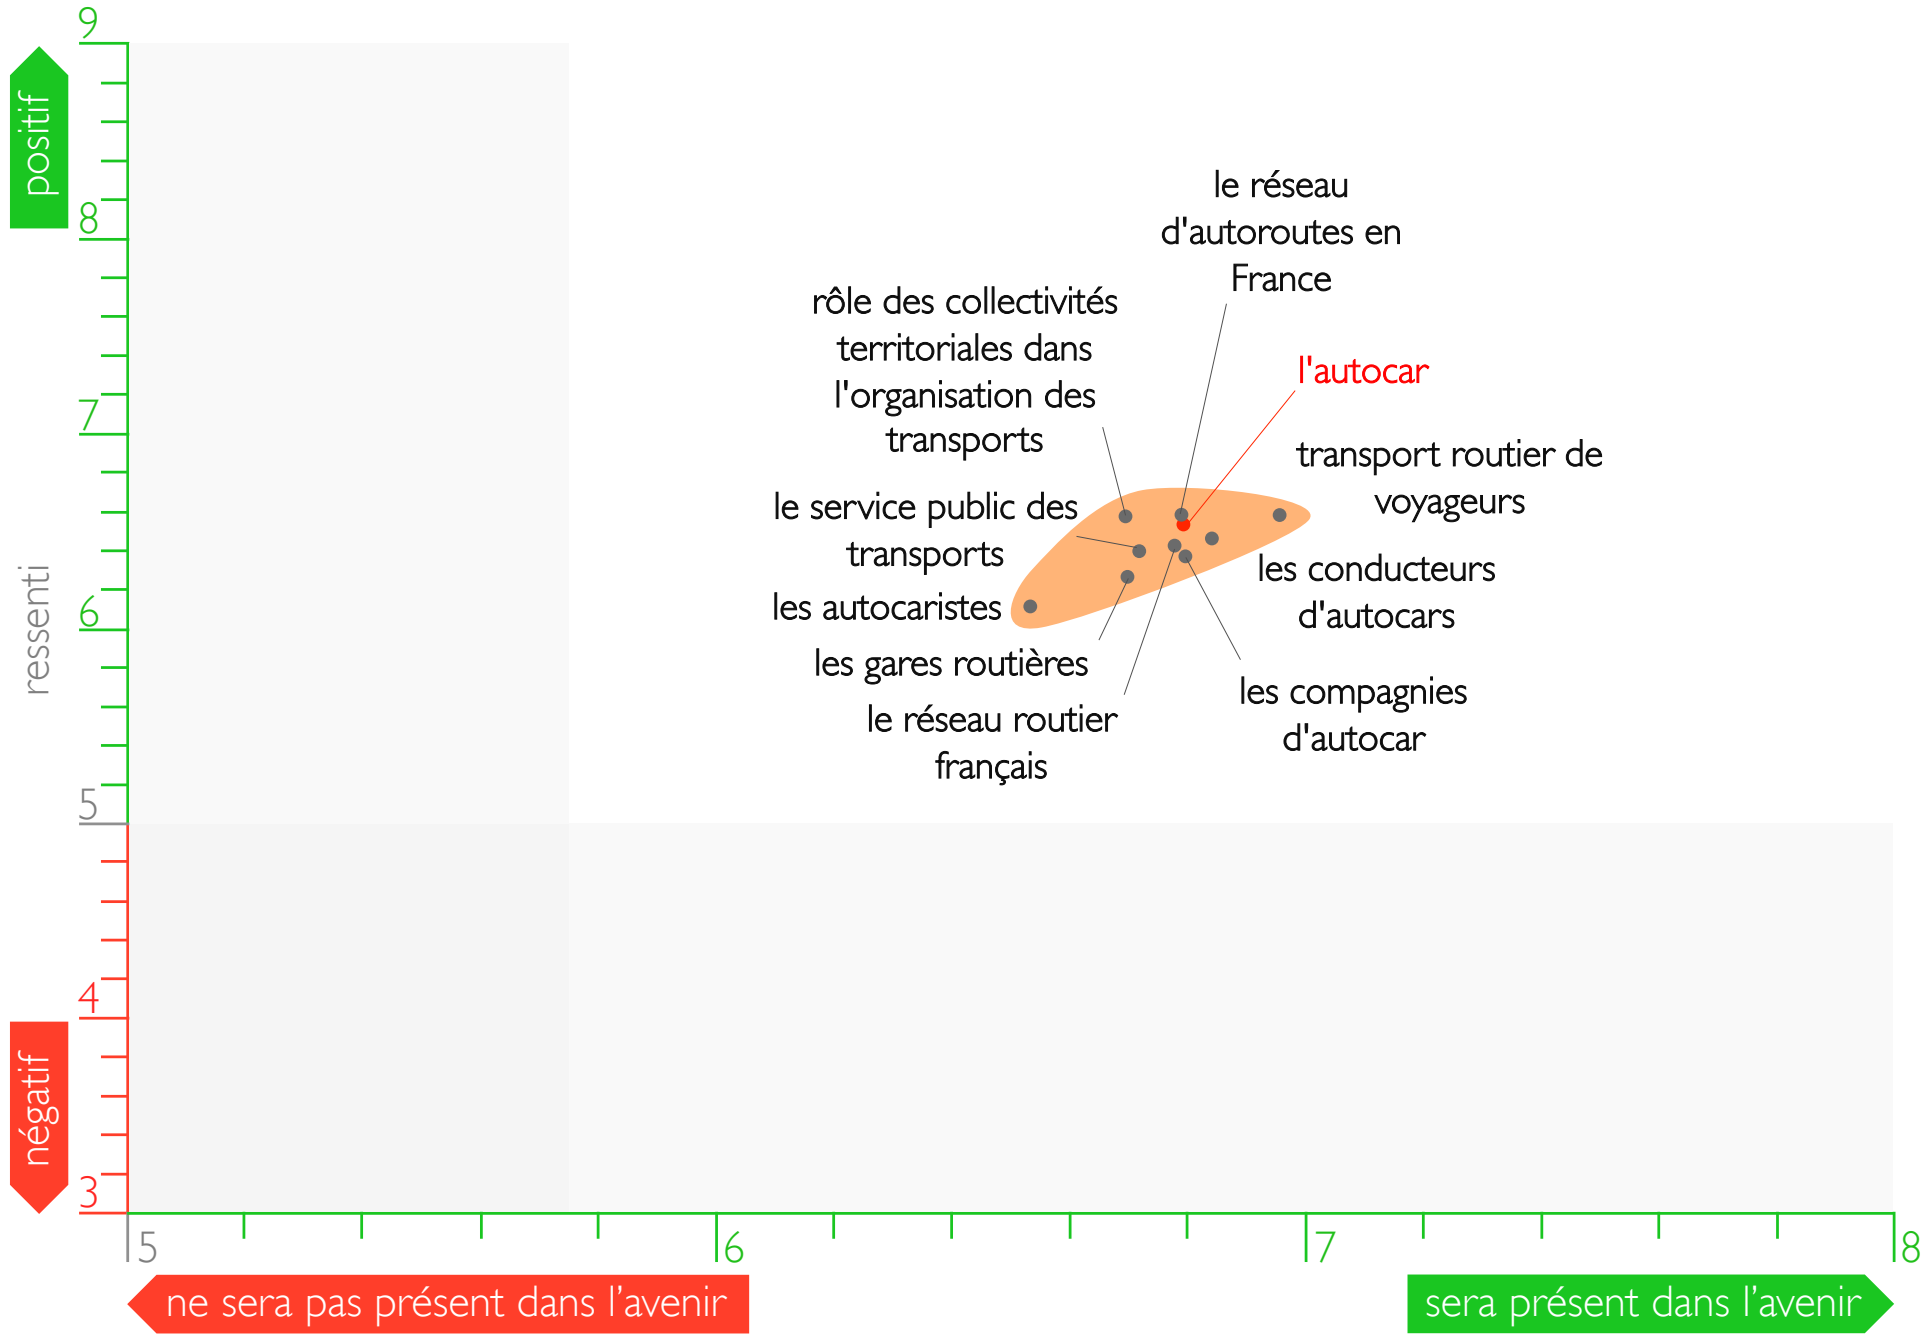 9
positif
8
le réseau
d'autoroutes en
France
rôle des collectivités
territoriales dans
l'organisation des
transports
l'autocar
7
transport routier de
voyageurs
le service public des
transports
les conducteurs
d'autocars
ressenti
6
les autocaristes
les gares routières
le réseau routier
français
les compagnies
d'autocar
5
4
négatif
3
5
6
7
8
ne sera pas présent dans l’avenir
sera présent dans l’avenir